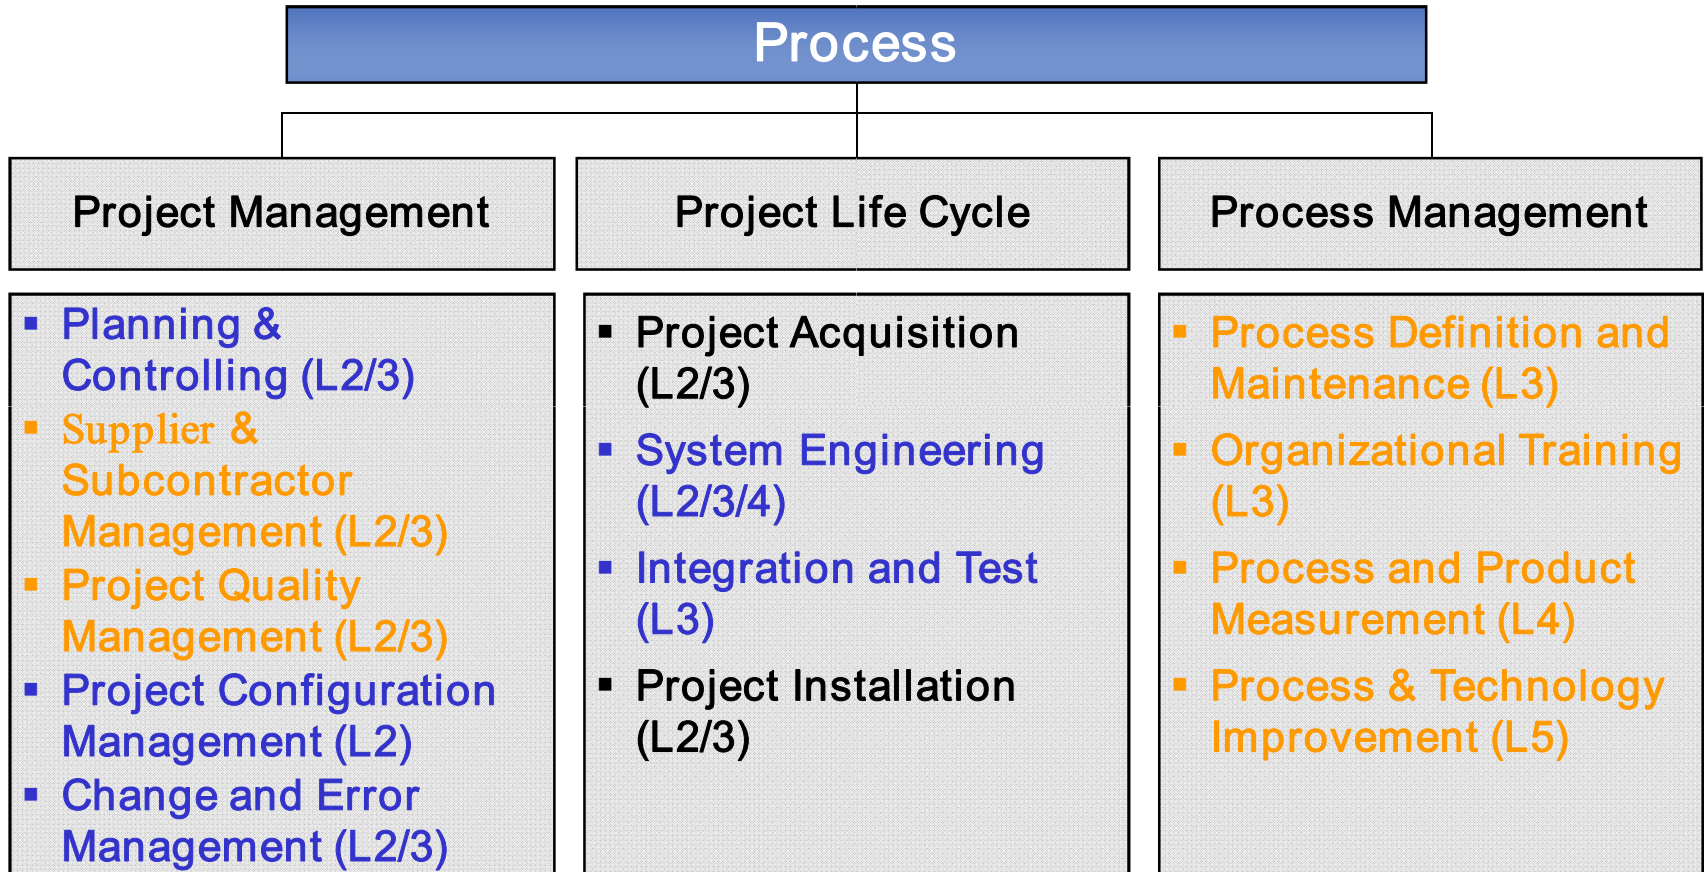 Process
Project Management
Project Life Cycle
Process Management
▪ Planning &
Controlling (L2/3)
▪ Supplier &
Subcontractor
Management (L2/3)
▪ Project Quality
Management (L2/3)
▪ Project Configuration
Management (L2)
▪ Change and Error
Management (L2/3)
▪ Project Acquisition
(L2/3)
▪ System Engineering
(L2/3/4)
▪ Integration and Test
(L3)
▪ Project Installation
(L2/3)
▪ Process Definition and
Maintenance (L3)
▪ Organizational Training
(L3)
▪ Process and Product
Measurement (L4)
▪ Process & Technology
Improvement (L5)